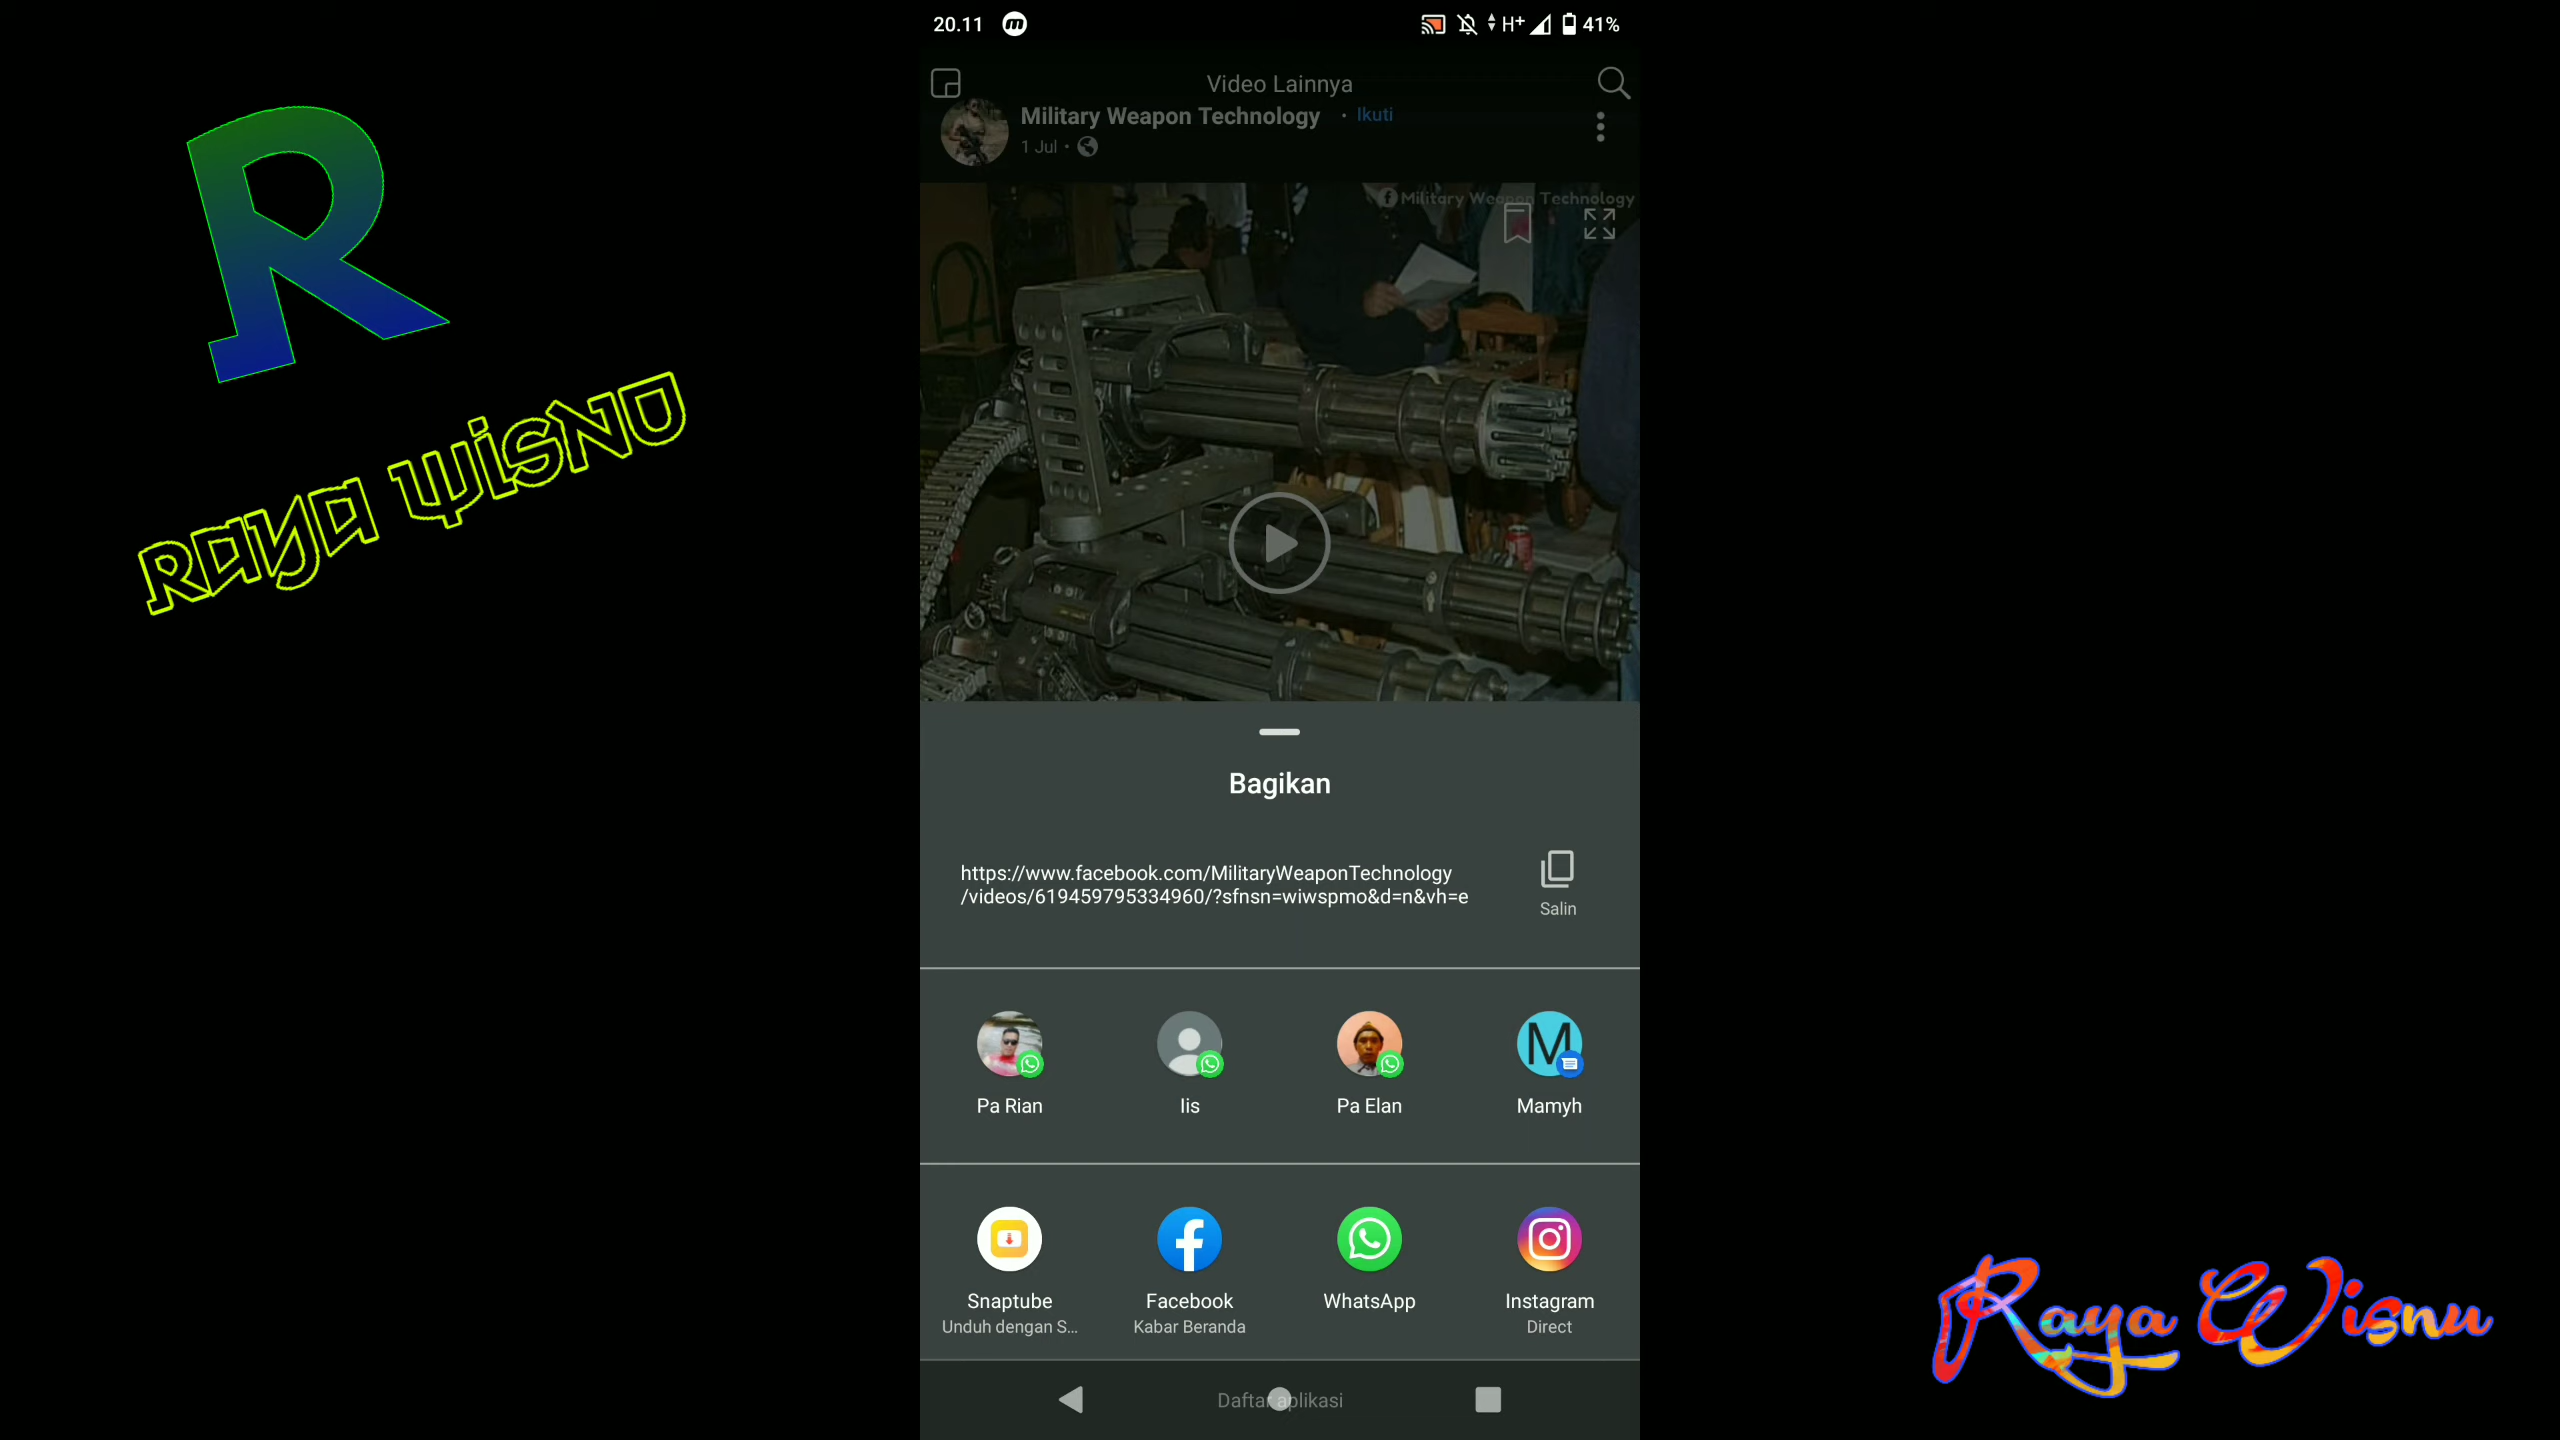 R
Raya Wisnu
20.11
H+
41%
Video Lainnya
Military Weapon Technology · Ikuti
1 Jul ·
Military Weapon Technology
Bagikan
https://www.facebook.com/MilitaryWeaponTechnology
/videos/619459795334960/?sfnsn=wiwspmo&d=n&vh=e
Salin
Pa Rian
Iis
Pa Elan
M
Mamyh
Snaptube
Unduh dengan S...
Facebook
Kabar Beranda
WhatsApp
Instagram
Direct
Daftar aplikasi
Raya Wisnu